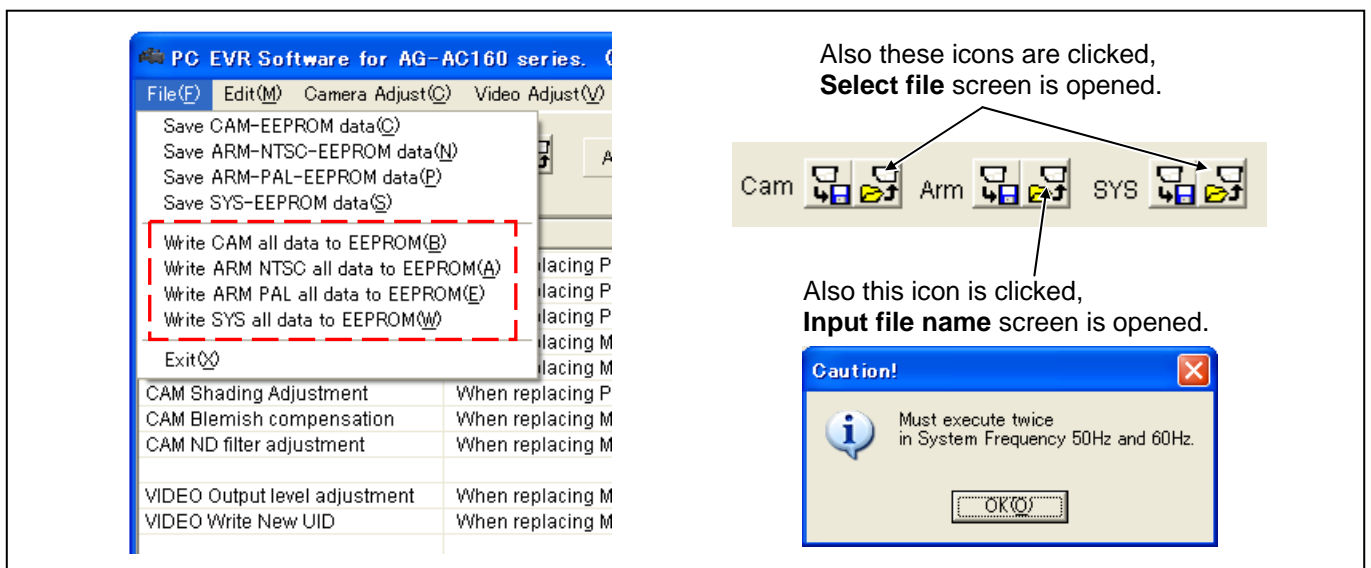 PC EVR Software for AG-AC160 series. (
File(F) Edit(M) Camera Adjust(C) Video Adjust(V)
Save CAM-EEPROM data(C)
Save ARM-NTSC-EEPROM data(N)
Save ARM-PAL-EEPROM data(P)
Save SYS-EEPROM data(S)
Write CAM all data to EEPROM(B)
Write ARM NTSC all data to EEPROM(A)
Write ARM PAL all data to EEPROM(E)
Write SYS all data to EEPROM(W)
Exit(X)
A
lacing P
lacing P
lacing P
lacing M
lacing M
CAM Shading Adjustment When replacing P
CAM Blemish compensation When replacing M
CAM ND filter adjustment When replacing M
VIDEO Output level adjustment When replacing M
VIDEO Write New UID When replacing M
Also these icons are clicked,
Select file screen is opened.
Cam Arm SYS
Also this icon is clicked,
Input file name screen is opened.
Caution!
Must execute twice
in System Frequency 50Hz and 60Hz.
OK(O)